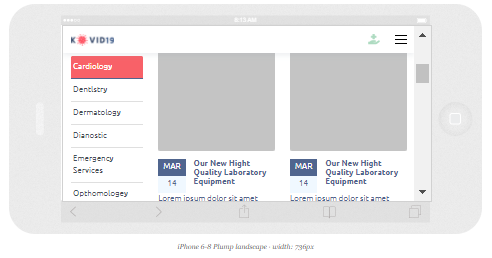 9:13 AM
K VID19
Cardiology
Dentistry
Dermatology
Dianostic
Emergency
Services
Opthomology
MAR
14
Our New Hight
Quality Laboratory
Equipment
Lorem ipsum dolor sit amet
MAR
14
Our New Hight
Quality Laboratory
Equipment
Lorem ipsum dolor sit amet
iPhone 6-8 Plump landscape · width: 736px